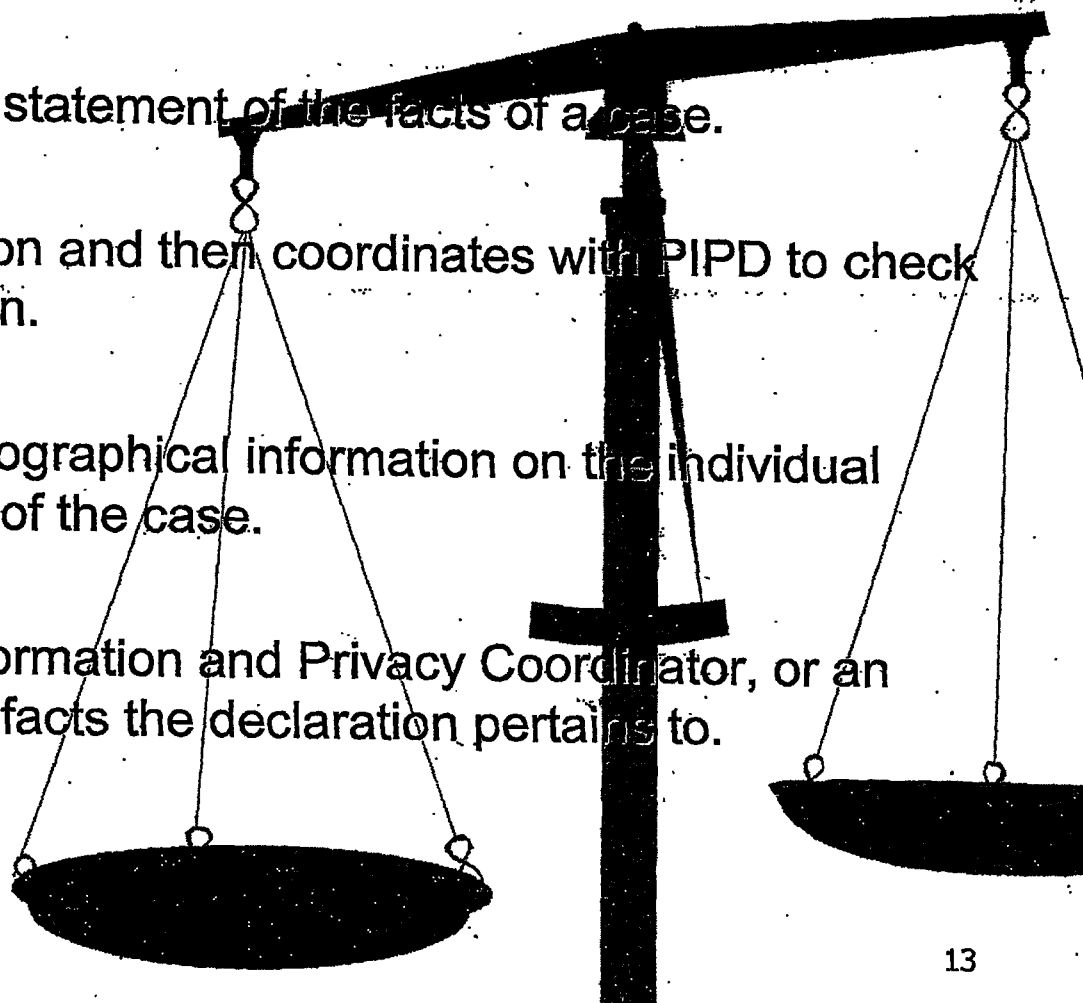 statement of the facts of a case.
on and then coordinates with PIPD to check
n.
ographical information on the individual
of the case.
ormation and Privacy Coordinator, or an
facts the declaration pertains to.
13